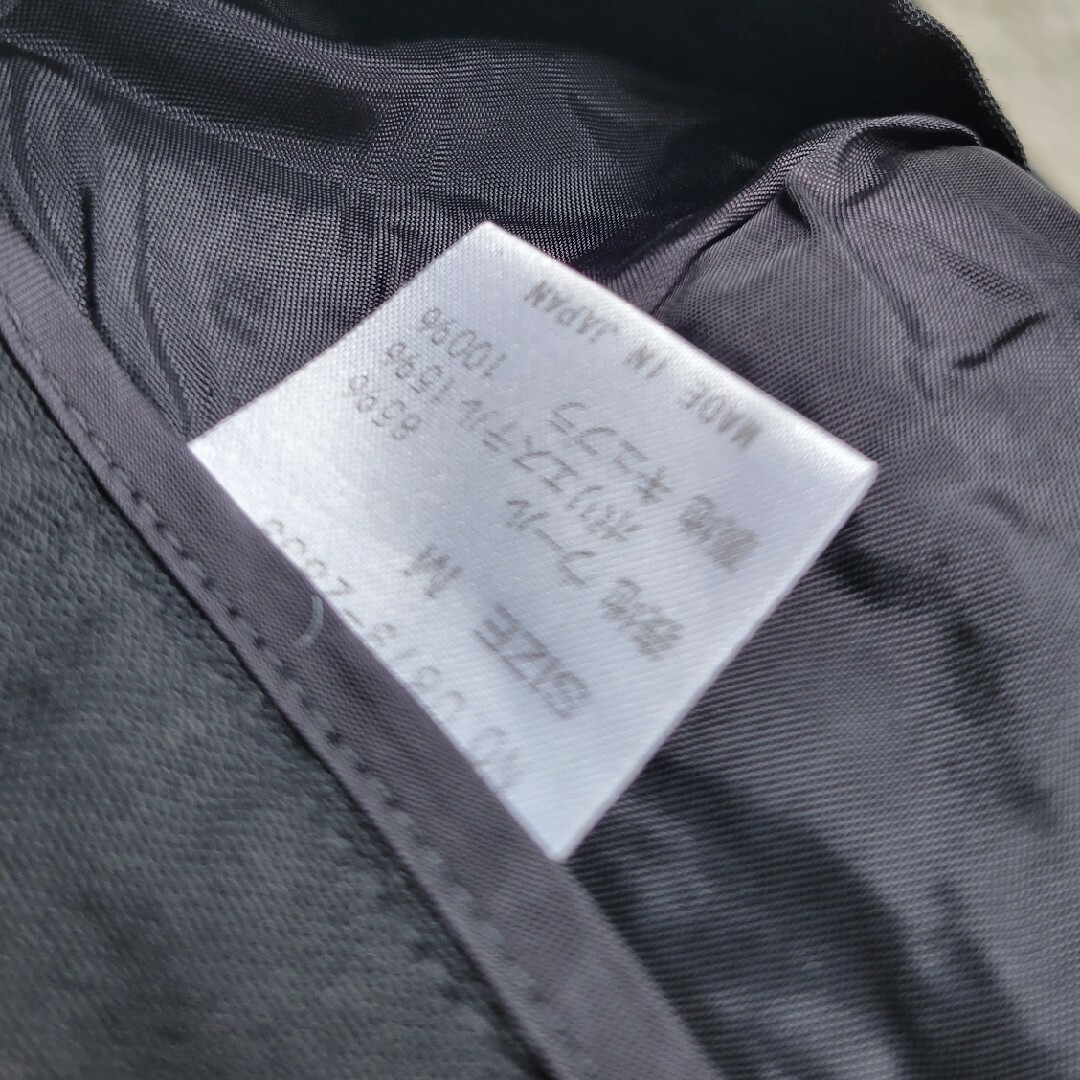 SIZE M
表地 ウール 85%
ポリエステル 15%
裏地 キュプラ 100%
MADE IN JAPAN